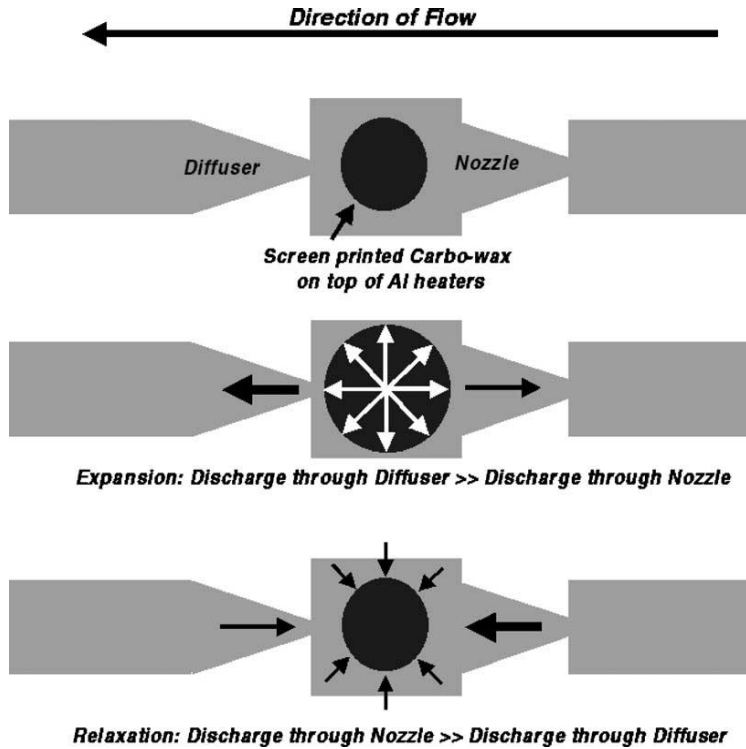 Direction of Flow
Diffuser
Nozzle
Screen printed Carbo-wax
on top of Al heaters
Expansion: Discharge through Diffuser >> Discharge through Nozzle
Relaxation: Discharge through Nozzle >> Discharge through Diffuser